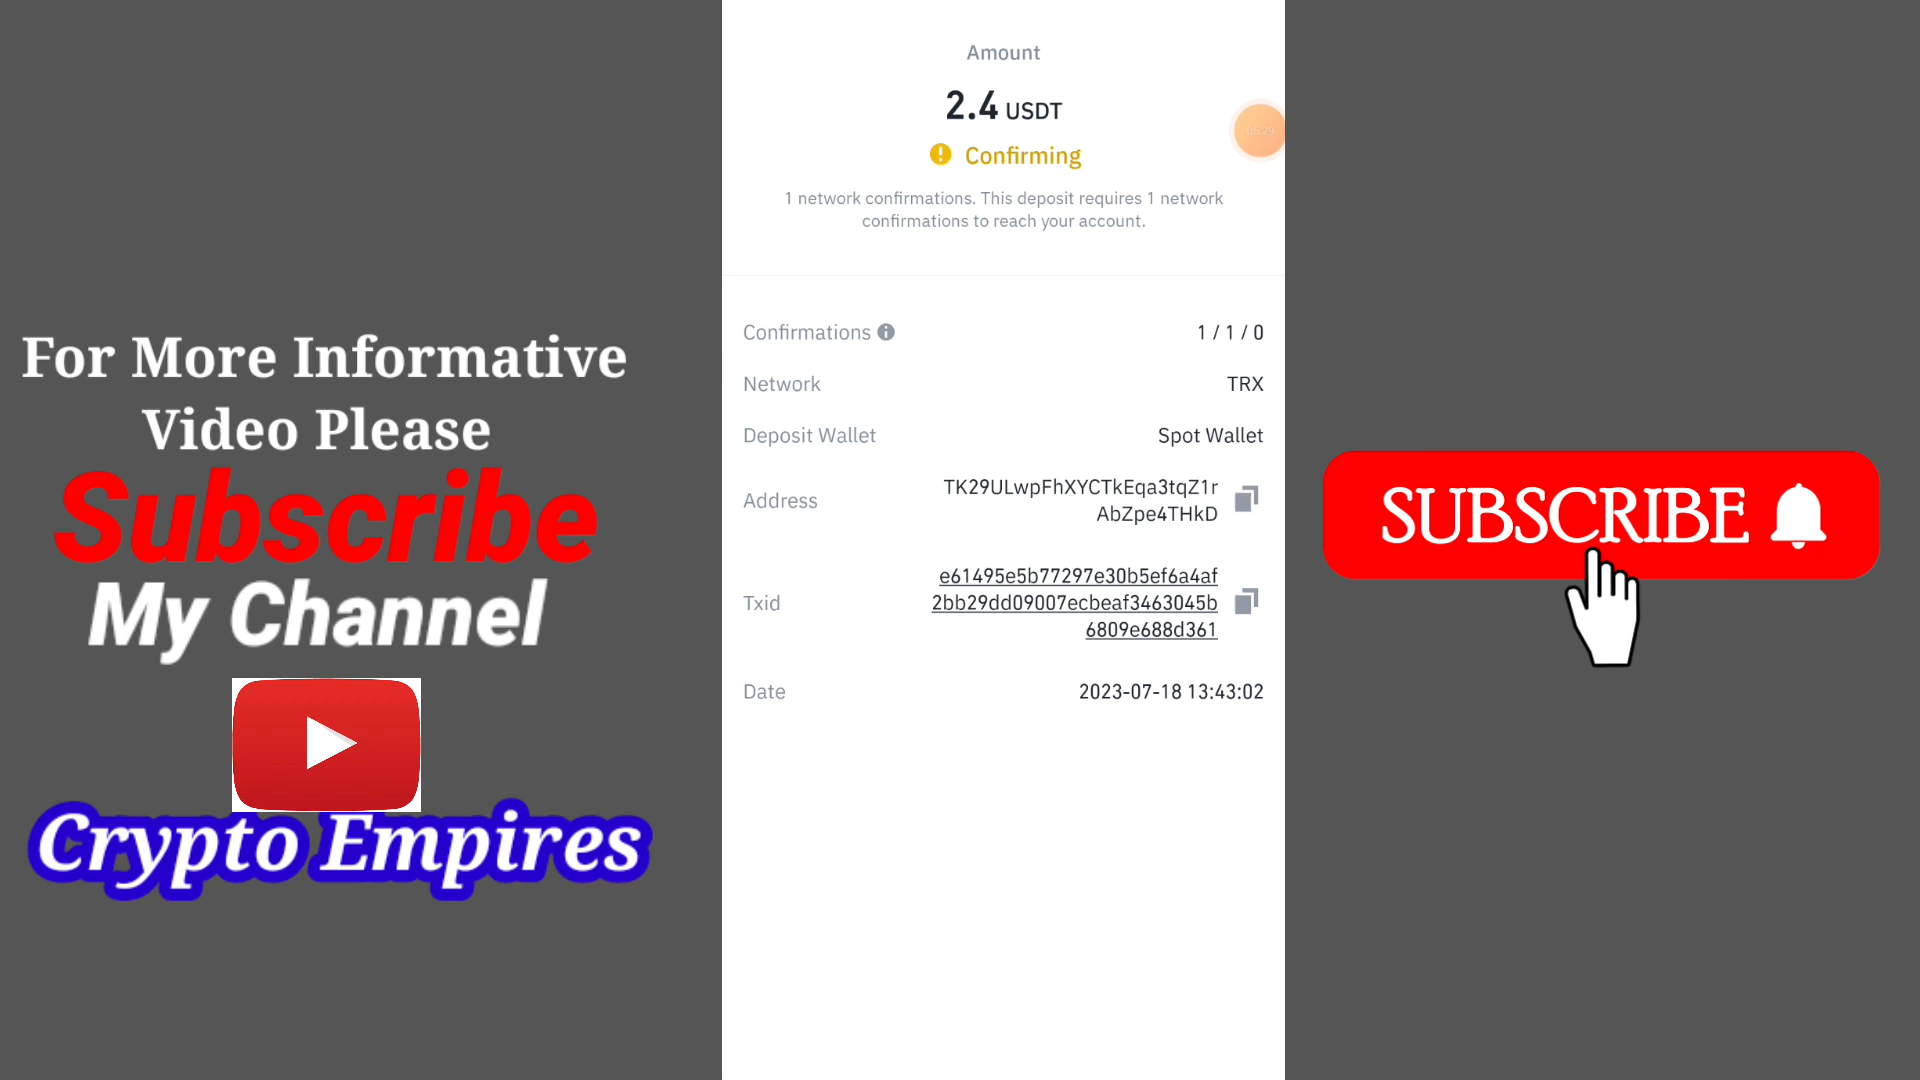 For More Informative
Video Please
Subscribe
My Channel
Crypto Empires
Amount
2.4 USDT
05:29
Confirming
1 network confirmations. This deposit requires 1 network
confirmations to reach your account.
Confirmations 1 / 1 / 0
Network TRX
Deposit Wallet Spot Wallet
Address TK29ULwpFhXYCTkEqa3tqZ1r
AbZpe4THkD
Txid e61495e5b77297e30b5ef6a4af
2bb29dd09007ecbeaf3463045b
6809e688d361
Date 2023-07-18 13:43:02
SUBSCRIBE